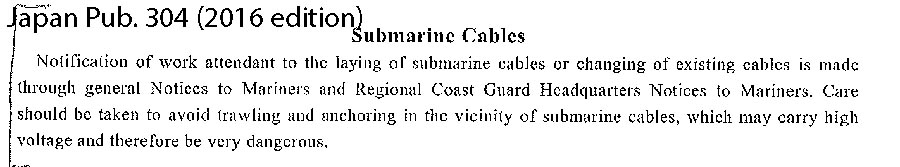 Japan Pub. 304 (2016 edition)
Submarine Cables
Notification of work attendant to the laying of submarine cables or changing of existing cables is made
through general Notices to Mariners and Regional Coast Guard Headquarters Notices to Mariners. Care
should be taken to avoid trawling and anchoring in the vicinity of submarine cables, which may carry high
voltage and therefore be very dangerous.